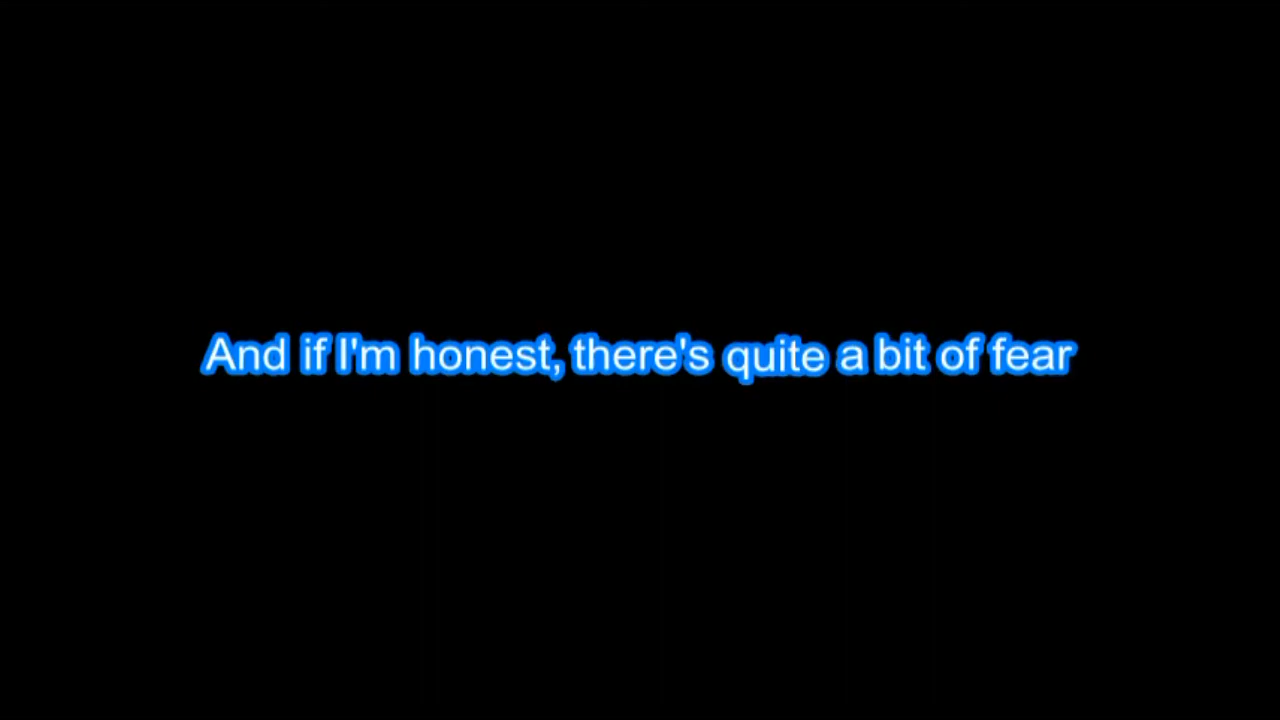 And if I'm honest, there's quite a bit of fear